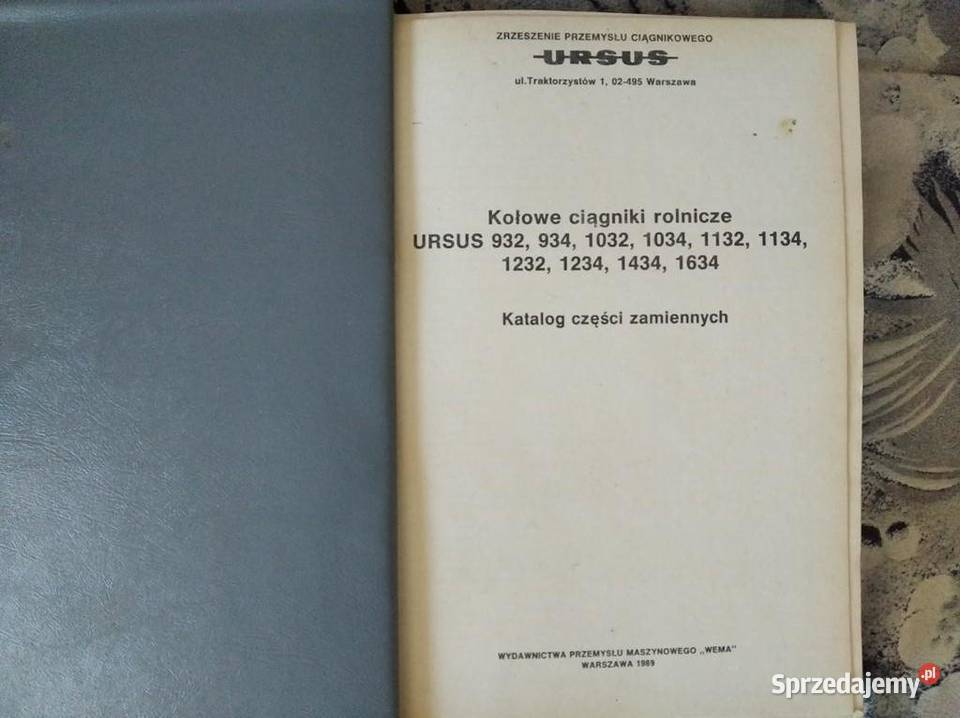 ZRZESZENIE PRZEMYSŁU CIĄGNIKOWEGO
URSUS
ul.Traktorzystów 1, 02-495 Warszawa
Kołowe ciągniki rolnicze
URSUS 932, 934, 1032, 1034, 1132, 1134,
1232, 1234, 1434, 1634
Katalog części zamiennych
WYDAWNICTWA PRZEMYSŁU MASZYNOWEGO „WEMA"
WARSZAWA 1989
Sprzedajemy.pl